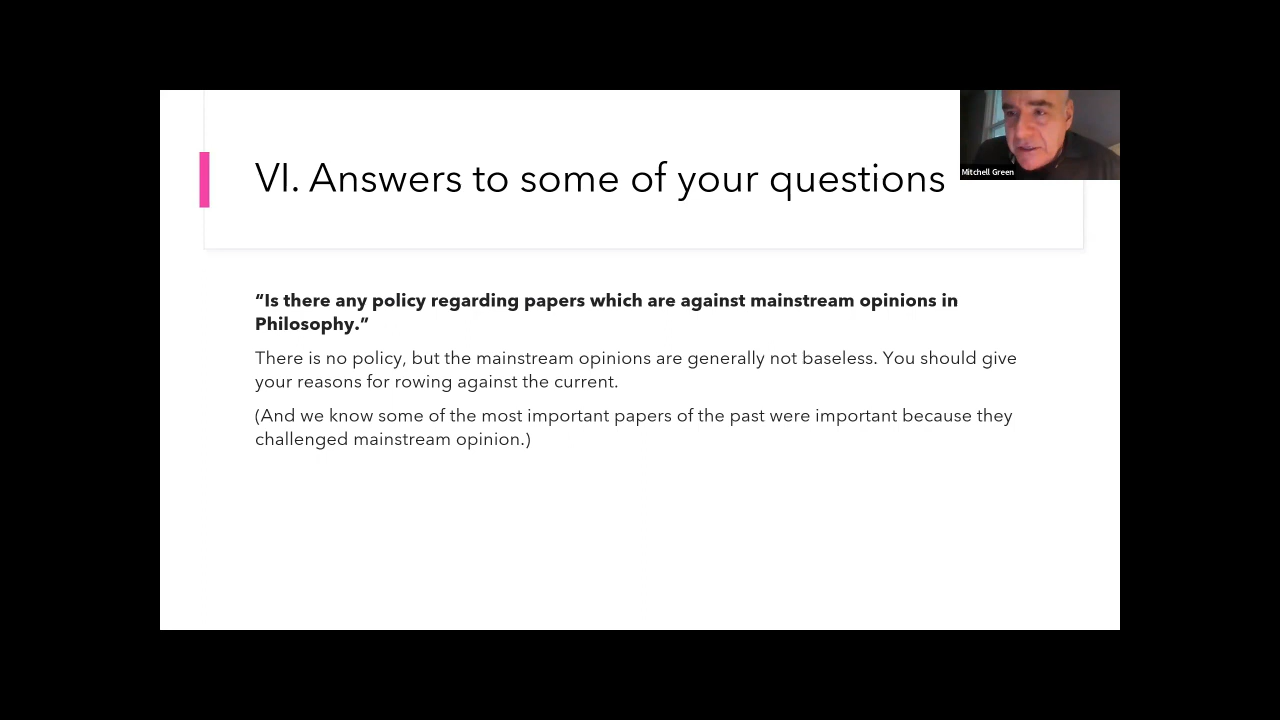 VI. Answers to some of your questions
Mitchell Green
“Is there any policy regarding papers which are against mainstream opinions in
Philosophy.”
There is no policy, but the mainstream opinions are generally not baseless. You should give
your reasons for rowing against the current.
(And we know some of the most important papers of the past were important because they
challenged mainstream opinion.)